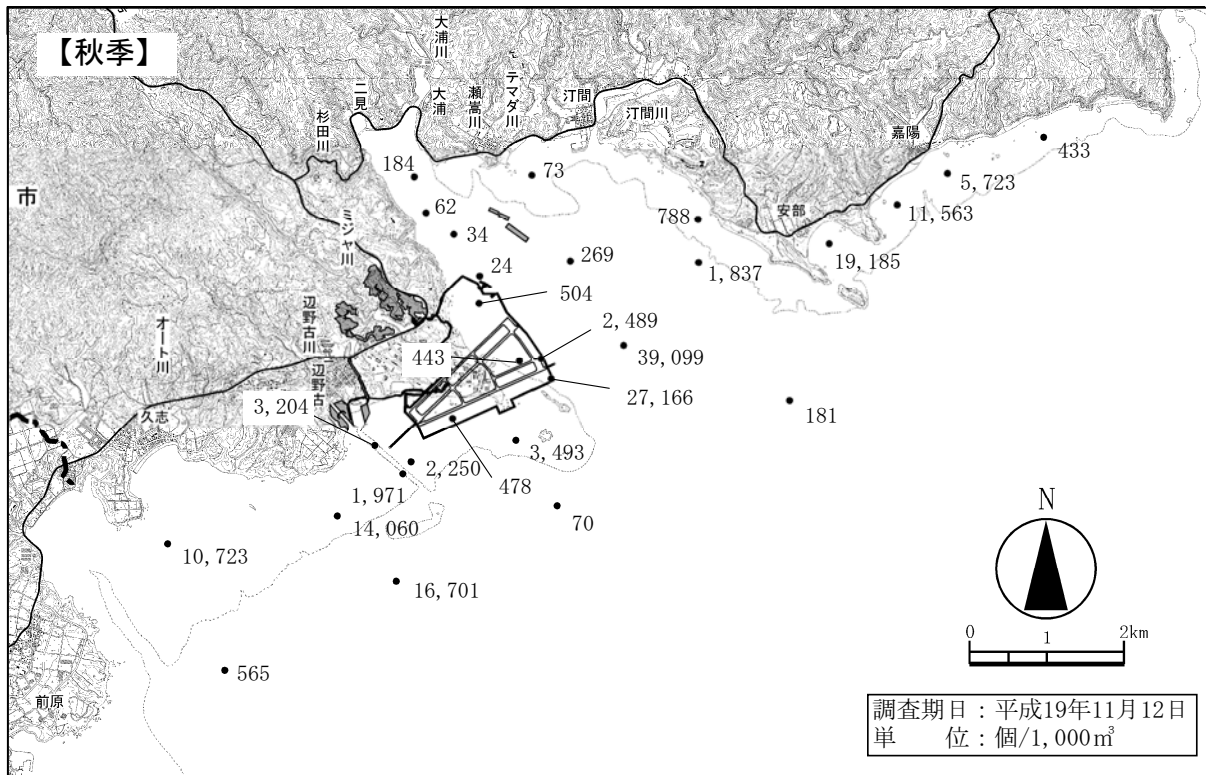 【秋季】
大浦川
二見
大浦
瀬嵩川
テマダ川
汀間
汀間川
嘉陽
杉田川
433
184
73
5,723
市
62
788
安部
11,563
ミジャ川
34
19,185
269
1,837
24
504
辺野古川
オート川
2,489
443
39,099
辺野古
27,166
181
3,204
久志
3,493
2,250
478
1,971
70
N
14,060
10,723
16,701
0 1 2km
565
前原
調査期日：平成19年11月12日
単　　位：個/1,000㎥